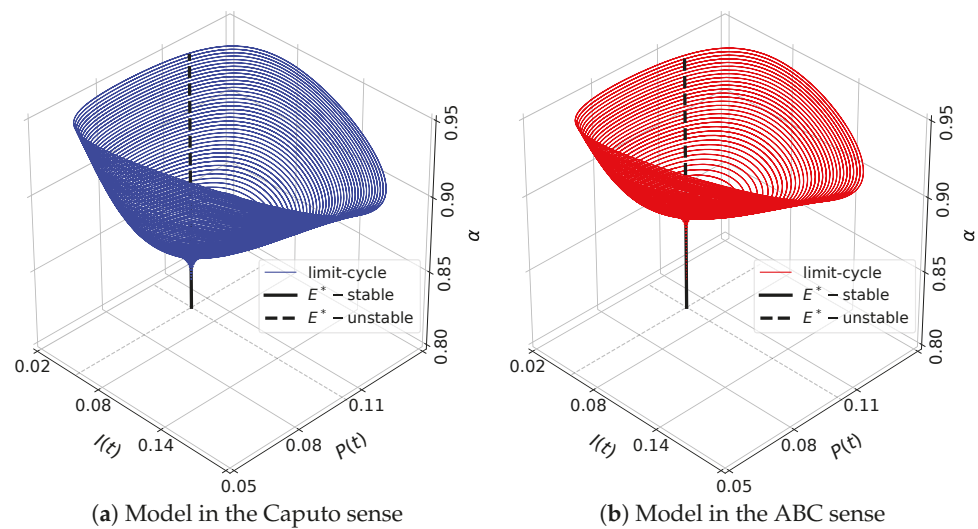 0.95
0.90
α
0.85
0.80
limit-cycle
E* − stable
E* − unstable
0.02
0.08
0.14
I(t)
0.11
0.08
0.05
P(t)
(a) Model in the Caputo sense
0.95
0.90
α
0.85
0.80
limit-cycle
E* − stable
E* − unstable
0.02
0.08
0.14
I(t)
0.11
0.08
0.05
P(t)
(b) Model in the ABC sense